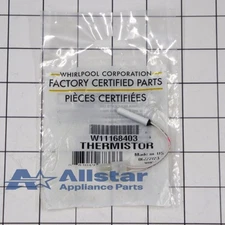 WHIRLPOOL CORPORATION
FACTORY CERTIFIED PARTS
PIÈCES CERTIFIÉES
W11168403
THERMISTOR
Allstar
Appliance Parts